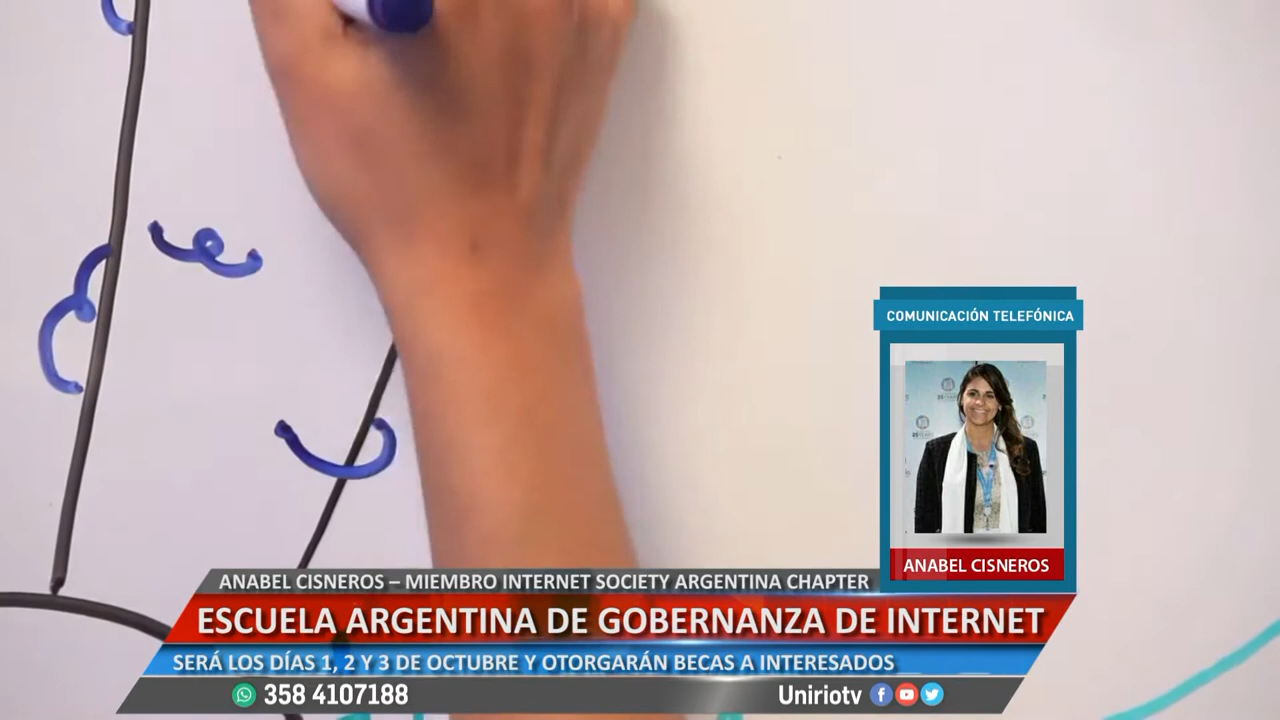 COMUNICACIÓN TELEFÓNICA
ANABEL CISNEROS
ANABEL CISNEROS – MIEMBRO INTERNET SOCIETY ARGENTINA CHAPTER
ESCUELA ARGENTINA DE GOBERNANZA DE INTERNET
SERÁ LOS DÍAS 1, 2 Y 3 DE OCTUBRE Y OTORGARÁN BECAS A INTERESADOS
358 4107188
Uniriotv